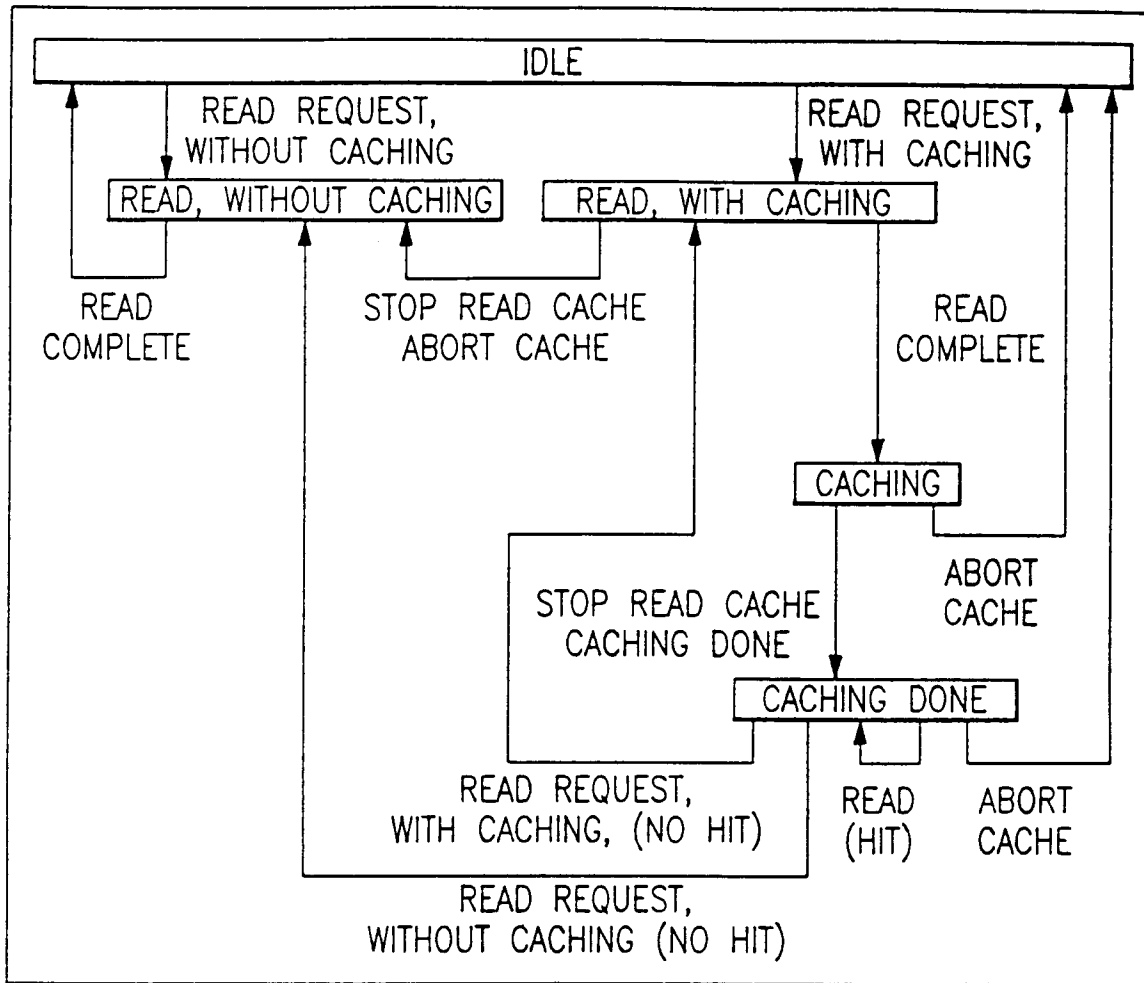 IDLE
READ REQUEST,
WITHOUT CACHING
READ REQUEST,
WITH CACHING
READ, WITHOUT CACHING
READ, WITH CACHING
READ
COMPLETE
STOP READ CACHE
ABORT CACHE
READ
COMPLETE
CACHING
ABORT
CACHE
STOP READ CACHE
CACHING DONE
CACHING DONE
READ REQUEST,
WITH CACHING, (NO HIT)
READ
(HIT)
ABORT
CACHE
READ REQUEST,
WITHOUT CACHING (NO HIT)